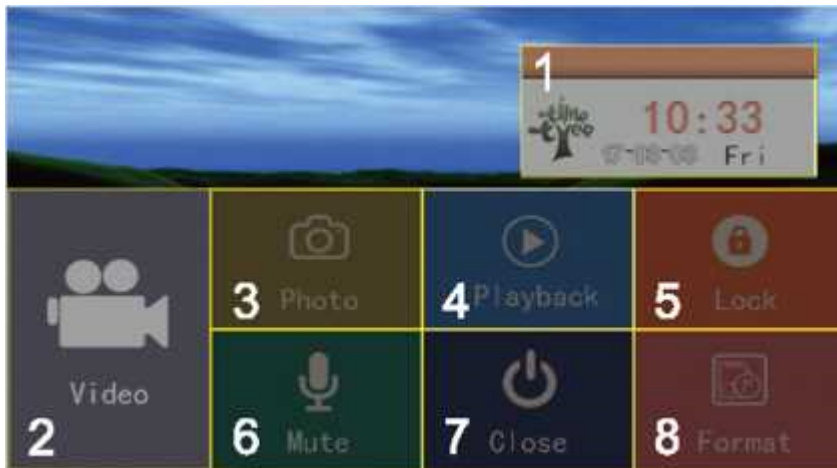 1
time
tree
10:33
Fri
3 Photo
4 Playback
5 Lock
Video
2
6 Mute
7 Close
8 Format